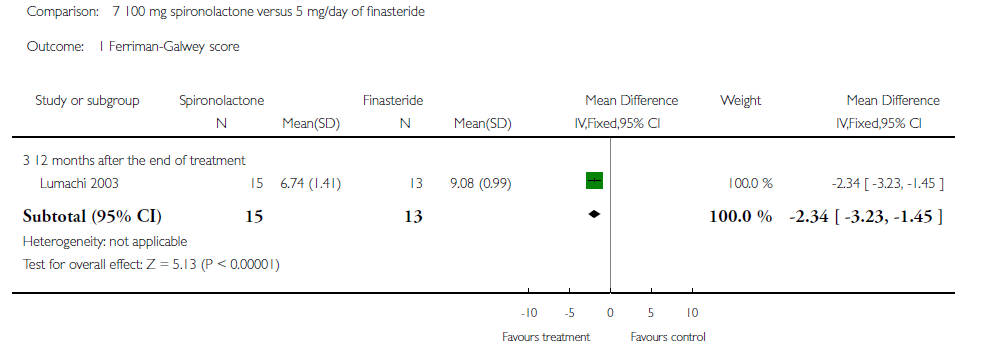 Comparison: 7 100 mg spironolactone versus 5 mg/day of finasteride
Outcome: 1 Ferriman-Galwey score
Study or subgroup Spironolactone Finasteride Mean Difference Weight Mean Difference
N Mean(SD) N Mean(SD) IV,Fixed,95% CI IV,Fixed,95% CI
3 12 months after the end of treatment
Lumachi 2003 15 6.74 (1.41) 13 9.08 (0.99) 100.0 % -2.34 [ -3.23, -1.45 ]
Subtotal (95% CI) 15 13 100.0 % -2.34 [ -3.23, -1.45 ]
Heterogeneity: not applicable
Test for overall effect: Z = 5.13 (P < 0.00001)
-10 -5 0 5 10
Favours treatment Favours control